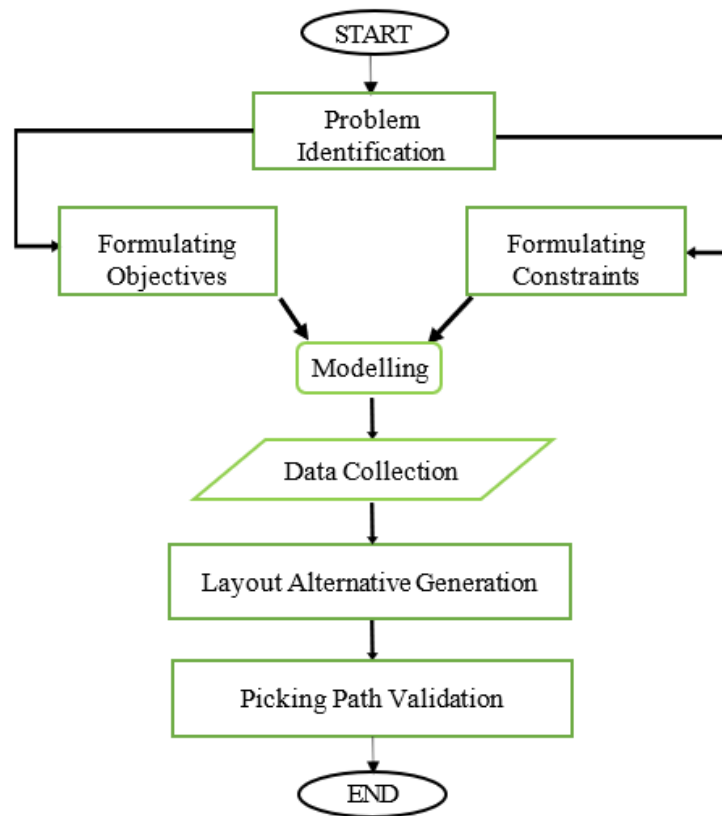 START
Problem
Identification
Formulating
Objectives
Formulating
Constraints
Modelling
Data Collection
Layout Alternative Generation
Picking Path Validation
END